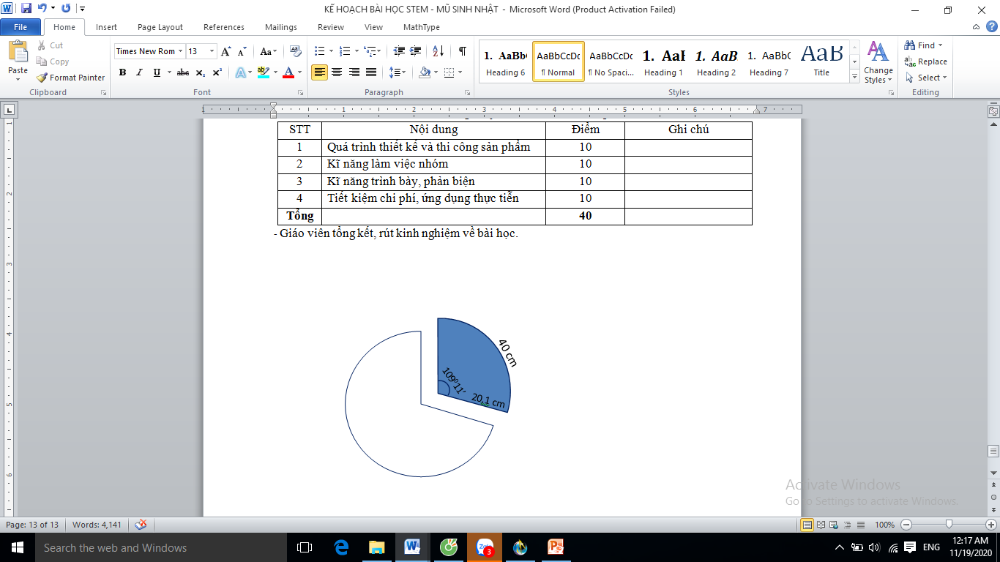 KẾ HOẠCH BÀI HỌC STEM - MŨ SINH NHẬT - Microsoft Word (Product Activation Failed)
File Home Insert Page Layout References Mailings Review View MathType
Paste
Cut
Copy
Format Painter
Clipboard
Times New Rom 13
Font
Paragraph
1. AaBb( AaBbCcDc AaBbCcDc 1. AaB 1. AaB 1. AaBb( AaB
Heading 6 ¶ Normal ¶ No Spaci... Heading 1 Heading 2 Heading 7 Title
Change Styles
Styles
Find
Replace
Select
Editing
STT Nội dung Điểm Ghi chú
1 Quá trình thiết kế và thi công sản phẩm 10
2 Kĩ năng làm việc nhóm 10
3 Kĩ năng trình bày, phản biện 10
4 Tiết kiệm chi phí, ứng dụng thực tiễn 10
Tổng 40
- Giáo viên tổng kết, rút kinh nghiệm về bài học.
40 cm
109⁰11’
20,1 cm
Activate Windows
Go to Settings to activate Windows.
Page: 13 of 13 Words: 4,141 100%
Search the web and Windows
3
ENG
12:17 AM
11/19/2020